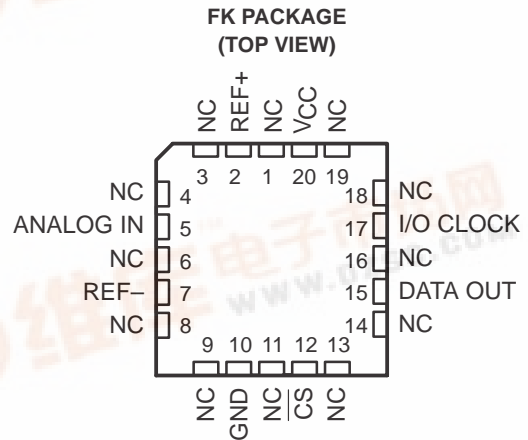 FK PACKAGE
(TOP VIEW)
NC REF+ NC VCC NC
3 2 1 20 19
NC 4 18 NC
ANALOG IN 5 17 I/O CLOCK
NC 6 16 NC
REF– 7 15 DATA OUT
NC 8 14 NC
9 10 11 12 13
NC GND NC CS NC